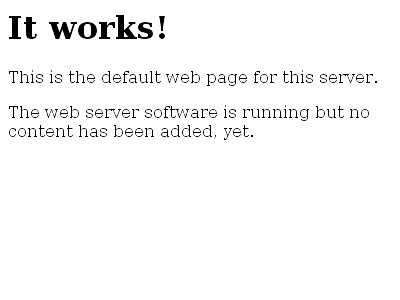 It works!
This is the default web page for this server.
The web server software is running but no
content has been added, yet.